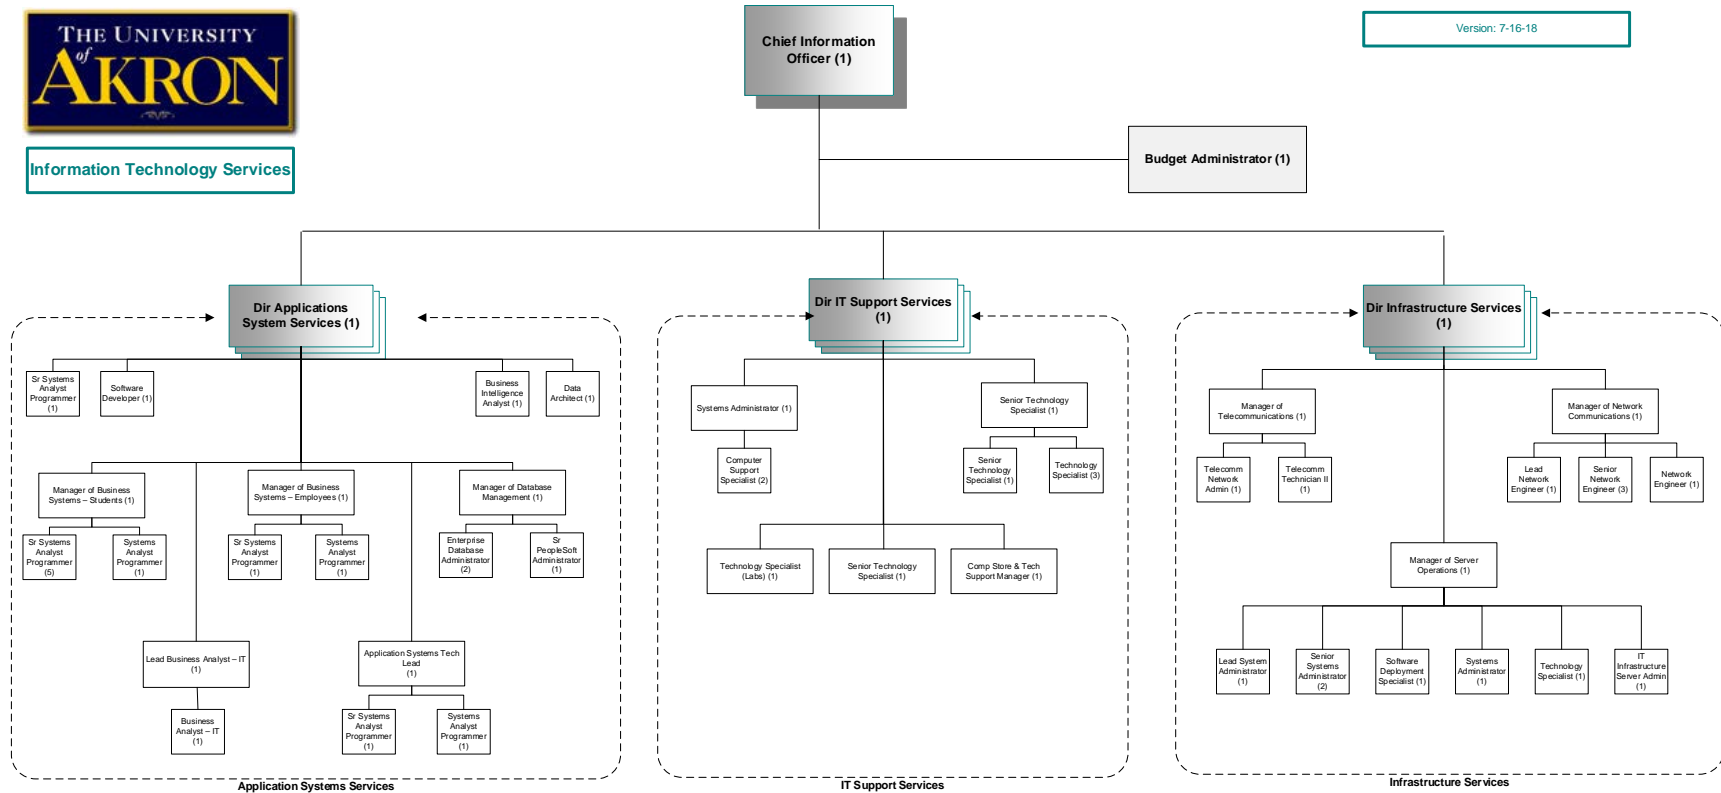 THE UNIVERSITY
of
AKRON
Information Technology Services
Chief Information
Officer (1)
Version: 7-16-18
Budget Administrator (1)
Dir Applications
System Services (1)
Sr Systems
Analyst
Programmer
(1)
Software
Developer (1)
Business
Intelligence
Analyst (1)
Data
Architect (1)
Manager of Business
Systems – Students (1)
Manager of Business
Systems – Employees (1)
Manager of Database
Management (1)
Sr Systems
Analyst
Programmer
(5)
Systems
Analyst
Programmer
(1)
Sr Systems
Analyst
Programmer
(1)
Systems
Analyst
Programmer
(1)
Enterprise
Database
Administrator
(2)
Sr
PeopleSoft
Administrator
(1)
Lead Business Analyst – IT
(1)
Business
Analyst – IT
(1)
Application Systems Tech
Lead
(1)
Sr Systems
Analyst
Programmer
(1)
Systems
Analyst
Programmer
(1)
Application Systems Services
Dir IT Support Services
(1)
Systems Administrator (1)
Computer
Support
Specialist (2)
Senior Technology
Specialist (1)
Senior
Technology
Specialist (1)
Technology
Specialist (3)
Technology Specialist
(Labs) (1)
Senior Technology
Specialist (1)
Comp Store & Tech
Support Manager (1)
IT Support Services
Dir Infrastructure Services
(1)
Manager of
Telecommunications (1)
Telecomm
Network
Admin (1)
Telecomm
Technician II
(1)
Manager of Network
Communications (1)
Lead
Network
Engineer (1)
Senior
Network
Engineer (3)
Network
Engineer (1)
Manager of Server
Operations (1)
Lead System
Administrator
(1)
Senior
Systems
Administrator
(2)
Software
Deployment
Specialist (1)
Systems
Administrator
(1)
Technology
Specialist (1)
IT
Infrastructure
Server Admin
(1)
Infrastructure Services